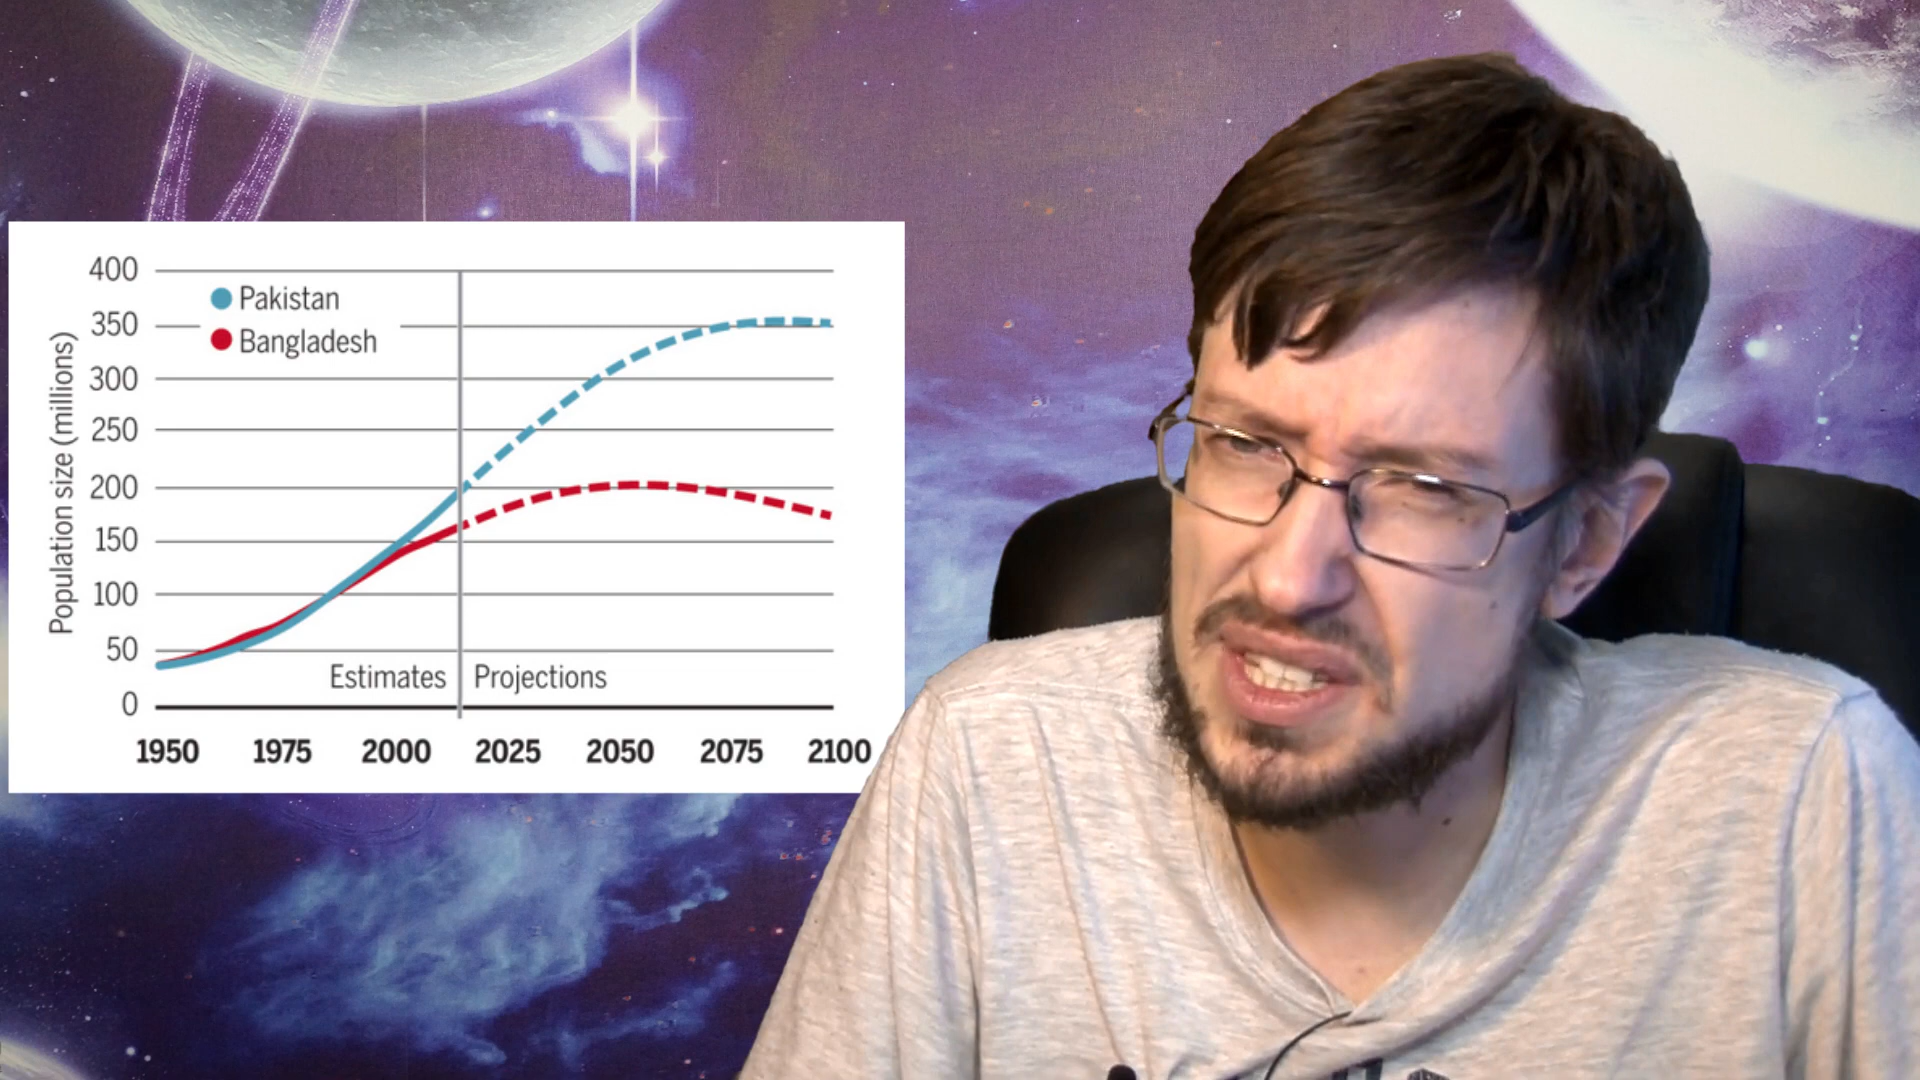 400
Pakistan
350
Bangladesh
300
250
200
150
100
50
Estimates Projections
0
1950 1975 2000 2025 2050 2075 2100
Population size (millions)